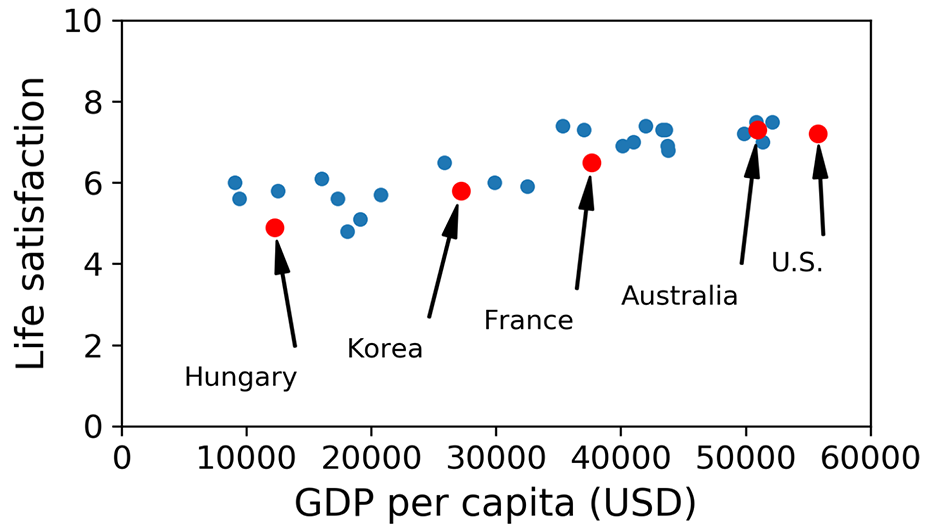 10
8
6
4
2
0
Life satisfaction
Hungary
Korea
France
Australia
U.S.
0 10000 20000 30000 40000 50000 60000
GDP per capita (USD)